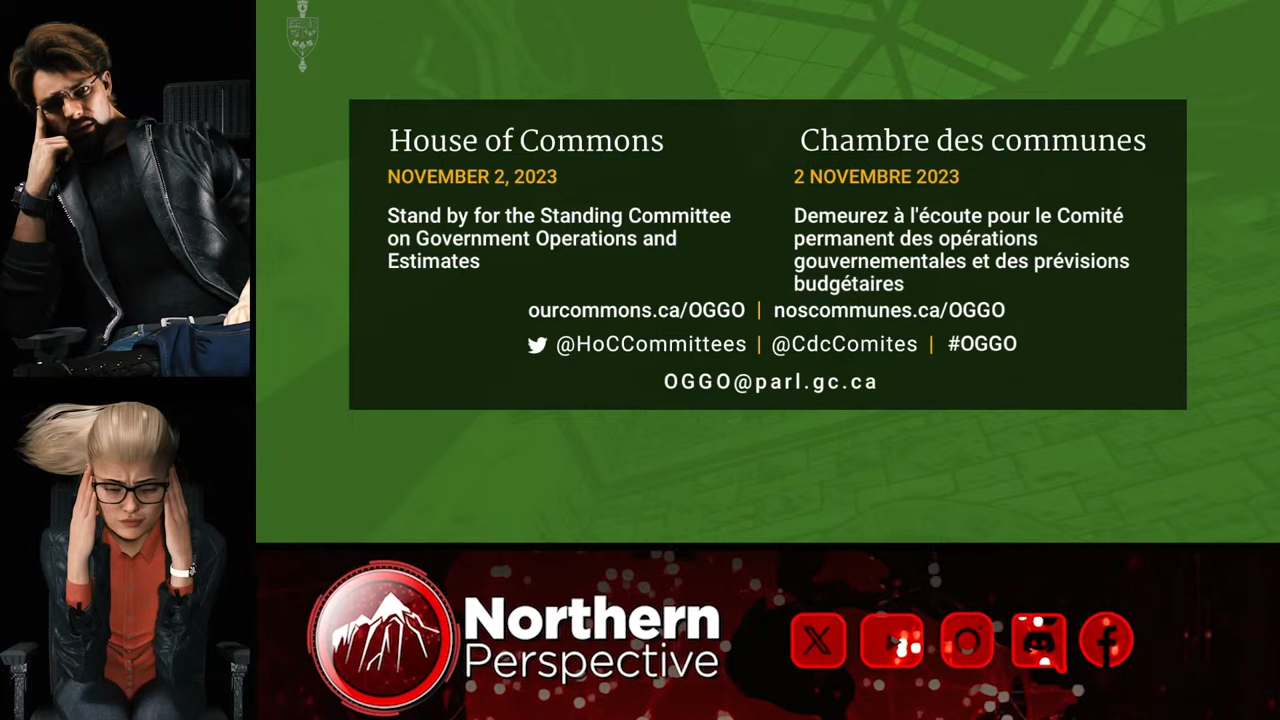 House of Commons
NOVEMBER 2, 2023
Stand by for the Standing Committee
on Government Operations and
Estimates
Chambre des communes
2 NOVEMBRE 2023
Demeurez à l'écoute pour le Comité
permanent des opérations
gouvernementales et des prévisions
budgétaires
ourcommons.ca/OGGO | noscommunes.ca/OGGO
@HoCCommittees | @CdcComites | #OGGO
OGGO@parl.gc.ca
Northern
Perspective